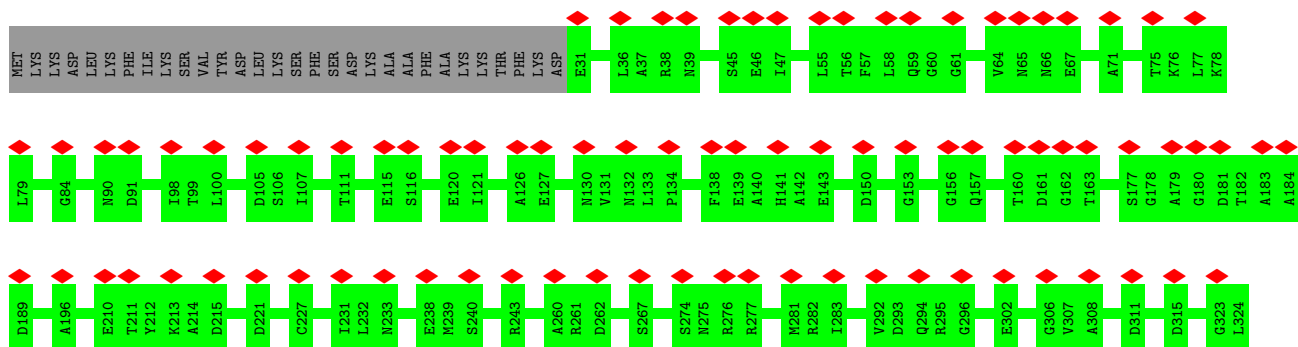 MET LYS LYS ASP LEU LEU LYS PHE ILE LYS SER VAL TYR ASP LEU LYS SER PHE SER ASP LYS ALA ALA PHE ALA LYS LYS THR PHE LYS ASP E31 L36 A37 R38 N39 S45 E46 I47 L55 T56 F57 L58 Q59 G60 G61 V64 N65 N66 E67 A71 T75 K76 L77 K78
L79 G84 N90 D91 I98 T99 L100 D105 S106 I107 T111 E115 S116 E120 I121 A126 E127 N130 V131 N132 L133 P134 F138 E139 A140 H141 A142 E143 D150 G153 G156 Q157 T160 D161 G162 T163 S177 G178 A179 G180 D181 T182 A183 A184
D189 A196 E210 T211 Y212 K213 A214 D215 D221 C227 I231 L232 N233 E238 M239 S240 R243 A260 R261 D262 S267 S274 N275 R276 R277 M281 R282 I283 V292 D293 Q294 R295 G296 E302 G306 V307 A308 D311 D315 G323 L324